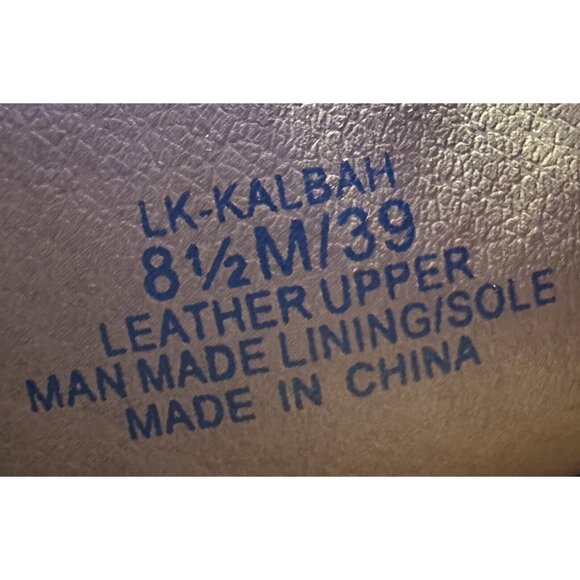 LK-KALBAH
8½M/39
LEATHER UPPER
MAN MADE LINING/SOLE
MADE IN CHINA